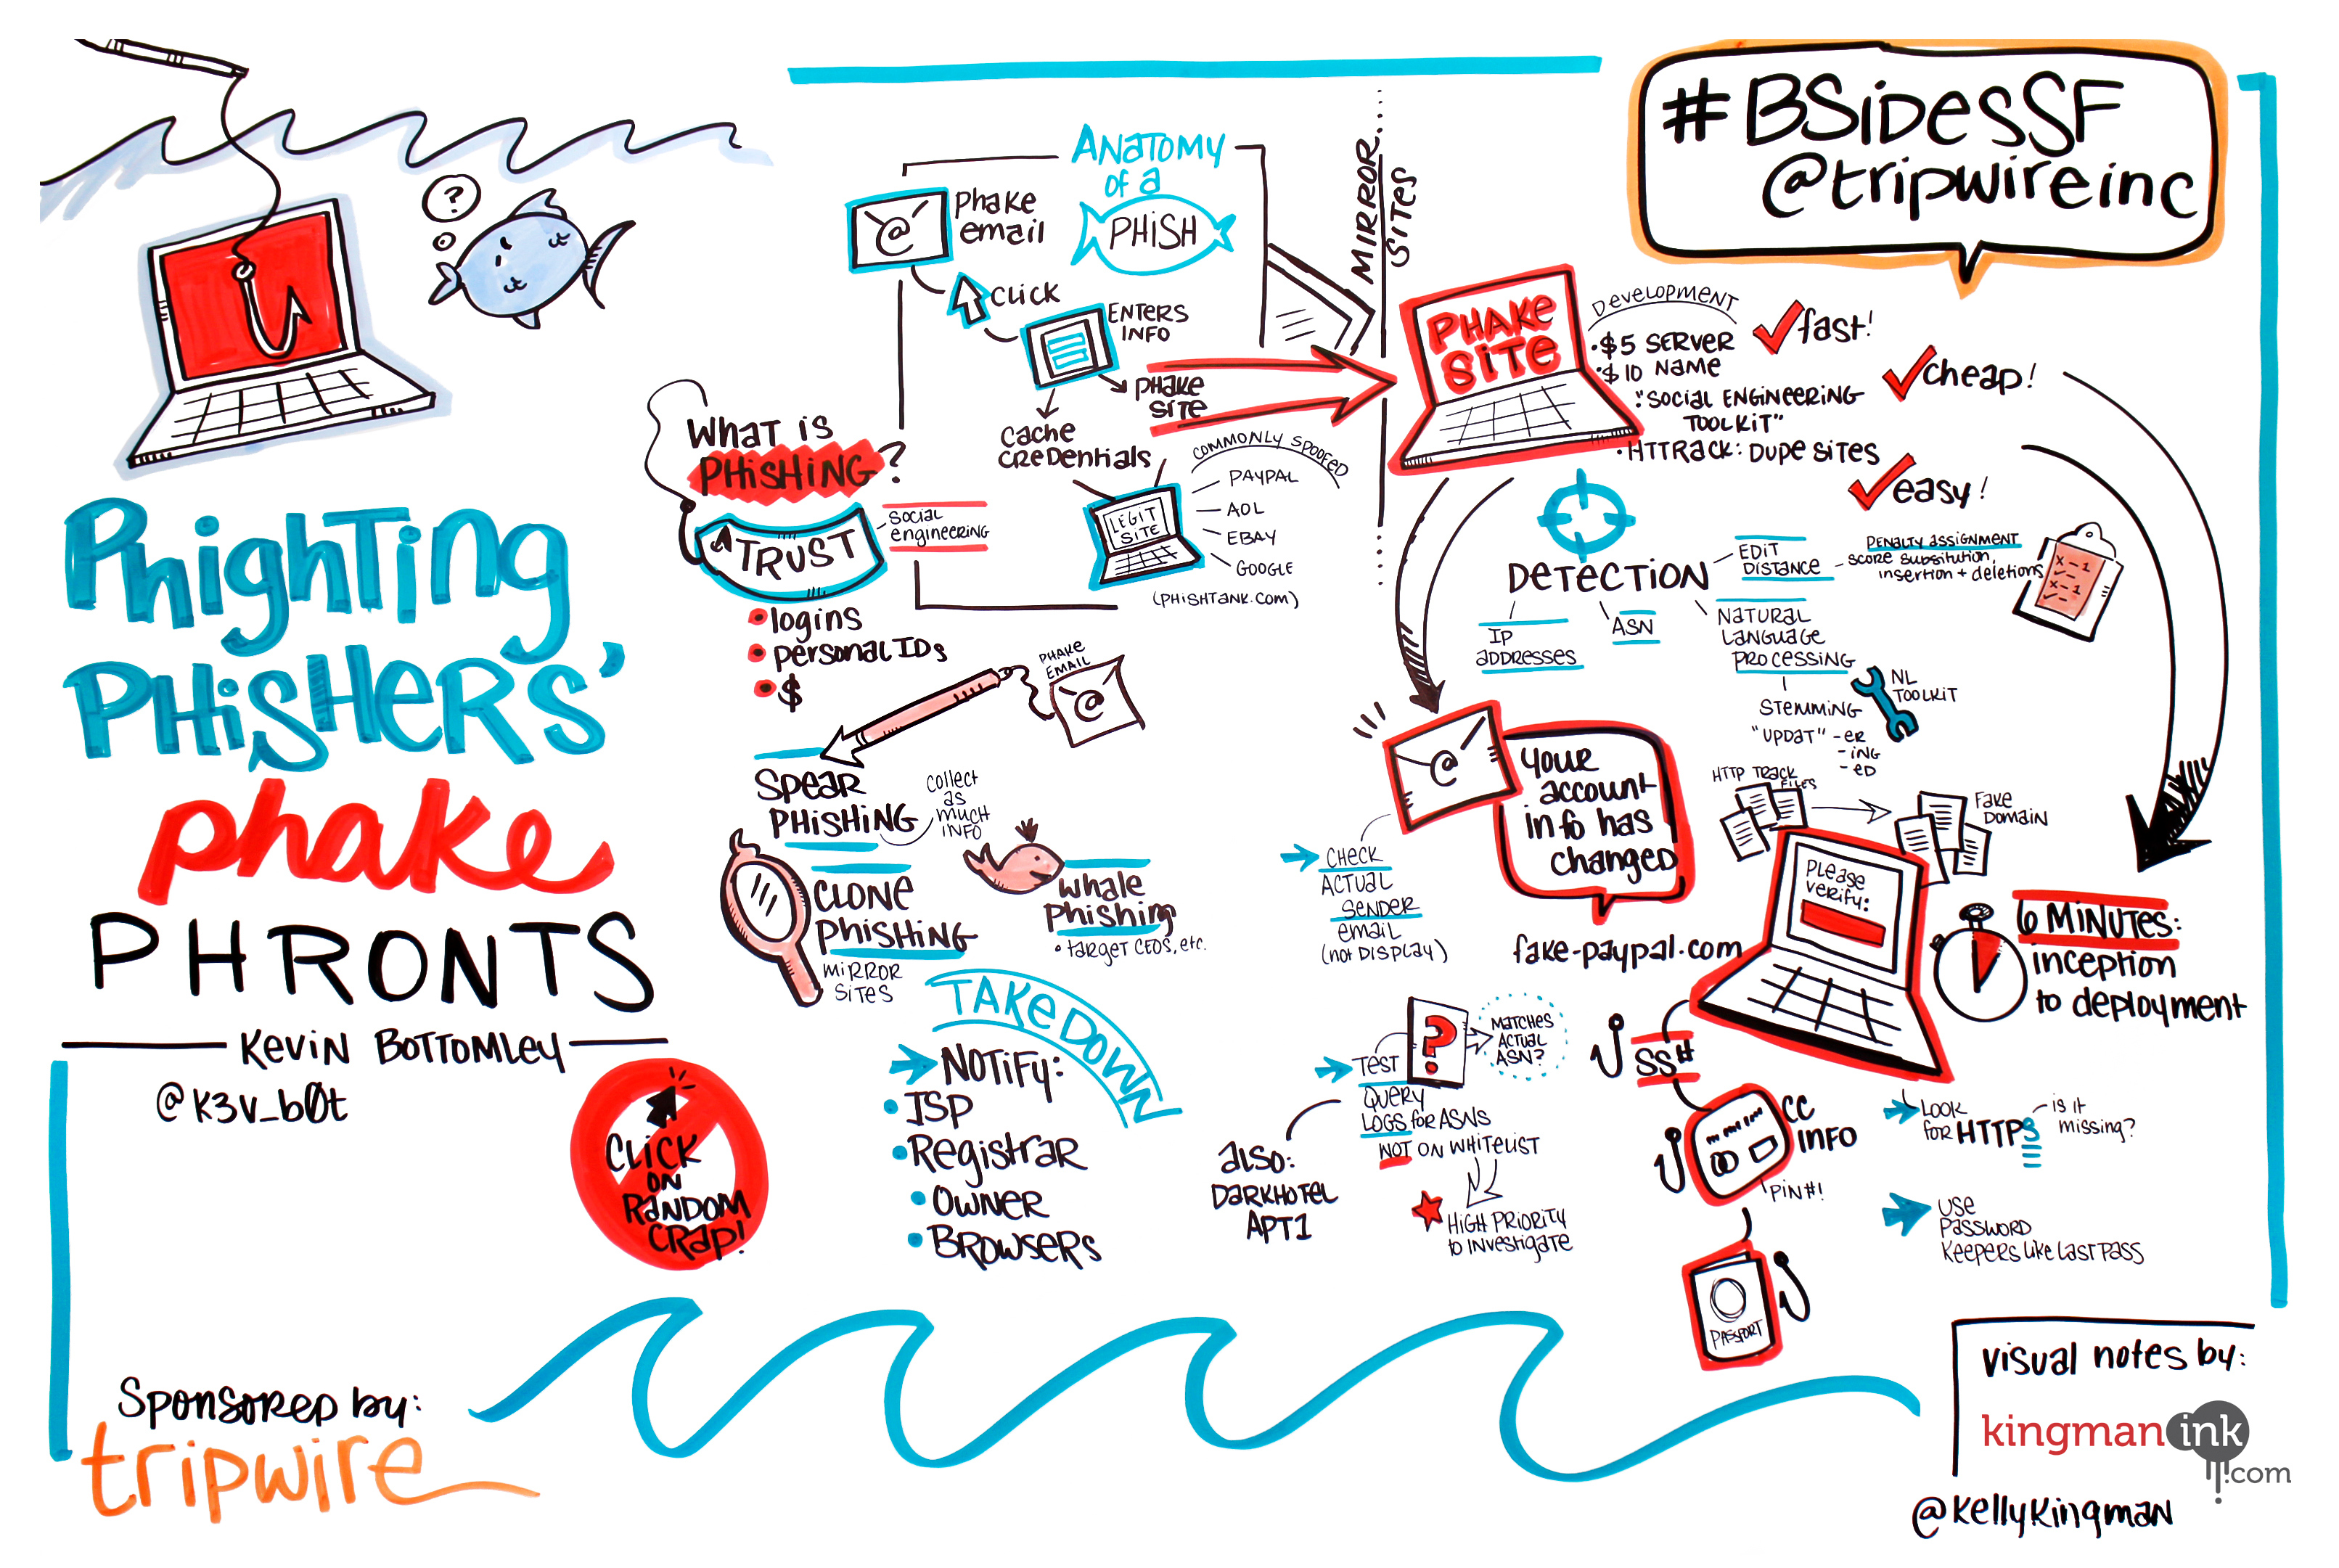 #BSidesSF
@tripwireinc
?
Phighting
Phishers'
phake
PHRONTS
Kevin Bottomley
@k3v_b0t
CLICK
ON
RANDOM
CRAP!
Sponsored by:
tripwire
ANATOMY
of a
PHISH
@
Phake
email
CLICK
ENTERS
INFO
PHAKE
SITE
Cache
Credentials
LEGIT
SITE
COMMONLY SPOOFED
PAYPAL
AOL
EBAY
GOOGLE
(PHISHTANK.COM)
MIRROR....
SITES
What is
PHISHING?
TRUST
social
engineering
logins
personal IDs
$
PHAKE
EMAIL
@
SPEAR
PHISHING
collect
as
much
INFO
CLONE
PHISHING
MIRROR
SITES
Whale
Phishing
• TARGET CEOS, etc.
TAKE DOWN
NOTIFY:
ISP
Registrar
OWNER
BROWSERS
PHAKE
SITE
DEVELOPMENT
• $5 SERVER
• $10 NAME
• "SOCIAL ENGINEERING
TOOLKIT"
• HTTRACK: DUPE SITES
fast!
cheap!
easy!
DETECTION
IP
ADDRESSES
ASN
EDIT
DISTANCE
PENALTY ASSIGNMENT
score substitution,
insertion + deletions
x -1
✓ -
x -1
✓ -
NATURAL
LANGUAGE
PROCESSING
NL
TOOLKIT
STEMMING
"UPDAT" -ER
-ING
-ED
@
Your
account
info has
changed
fake-paypal.com
CHECK
ACTUAL
SENDER
email
(not DISPLAY)
HTTP TRACK
FILES
Fake
DOMAIN
PLEASE
verify:
6 MINUTES:
inception
to deployment
TEST
?
MATCHES
ACTUAL
ASN?
QUERY
LOGS for ASNs
NOT ON WHITELIST
HIGH PRIORITY
to investigate
also:
DARKHOTEL
APT1
SS#
CC
INFO
PIN#!
PASSPORT
LOOK
for HTTPS
is it
missing?
USE
PASSWORD
KEEPERS like LAST PASS
visual notes by:
kingman ink
.com
@kellykingman